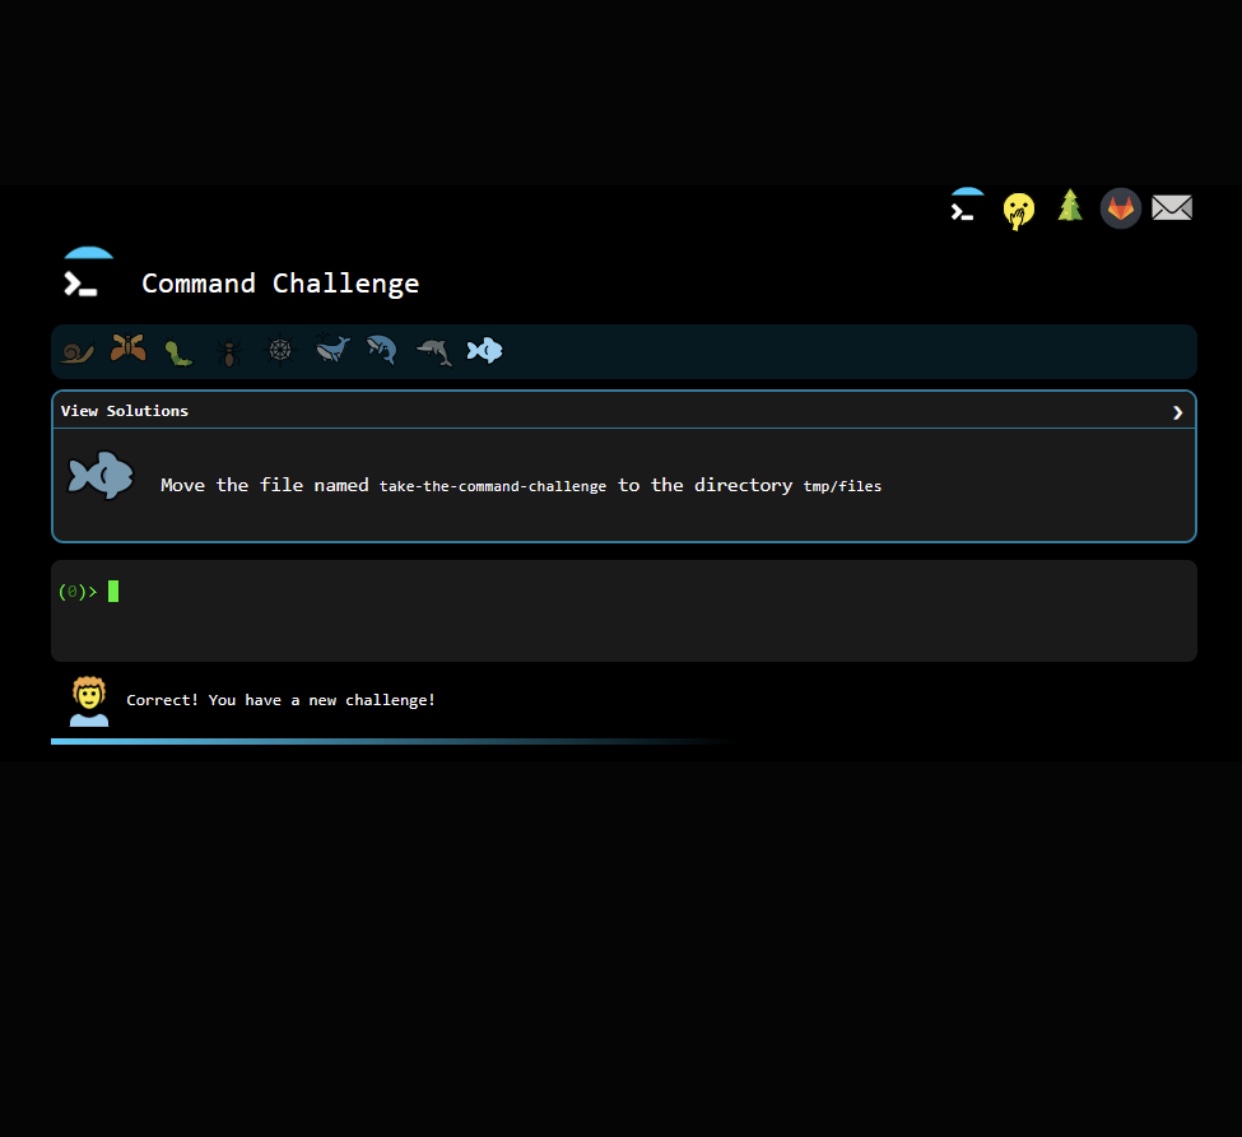 Command Challenge
View Solutions
Move the file named take-the-command-challenge to the directory tmp/files
(0)>
Correct! You have a new challenge!